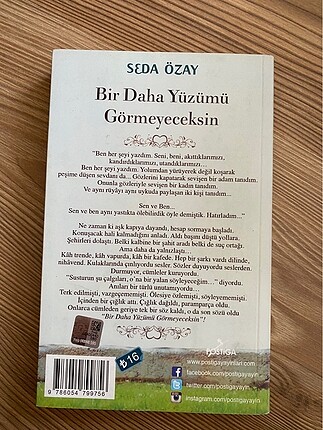 SEDA ÖZAY
Bir Daha Yüzümü
Görmeyeceksin
"Ben her şeyi yazdım. Seni, beni, akıttıklarımızı,
kandırdıklarımızı, utandıklarımızı…
Ben her şeyi yazdım. Yolumdan yürüyerek değil koşarak
peşime düşen sevdanı da… Gözlerini kapatarak sevişen bir adam tanıdım.
Onunla gözleriyle sevişen bir kadın tanıdım.
Ve aynı rüyayı aynı uykuda paylaşan iki kişi tanıdım…
Sen ve Ben...
Sen ve ben aynı yastıkta ölebilirdik öyle demiştik. Hatırladım..."
Ne zaman ki aşk kapıya dayandı, hesap sormaya başladı.
Konuşacak hali kalmadığını anladı. Aldı başını düştü yollara.
Şehirleri dolaştı. Belki kalbine bir şahit aradı belki de suç ortağı.
Ama daha da yalnızlaştı...
Kâh trende, kâh vapurda, kâh bir kafede. Hep bir şarkı vardı dilinde,
nihâvend. Kulaklarında çınlıyordu sesler. Sözler duyuyordu seslerden.
Durmuyor, cümleler kuruyordu.
"Sustursun şu çalgıları, o'na bir yalan söyleyeceğim…" diyordu.
Anıları bir türlü unutamıyordu...
Terk edilmişti, vazgeçememişti. Ölesiye özlemişti, söyleyememişti.
İçinden bir çığlık attı. Çığlık dağıldı, paramparça oldu.
Onlarca cümleden geriye tek bir söz kaldı, o da son sözü oldu
"Bir Daha Yüzümü Görmeyeceksin"!
₺16
9 786054 799756
POSTİGA
www.postigayayinlari.com
facebook.com/postigayayin
twitter.com/postigayayin
instagram.com/postigayayin